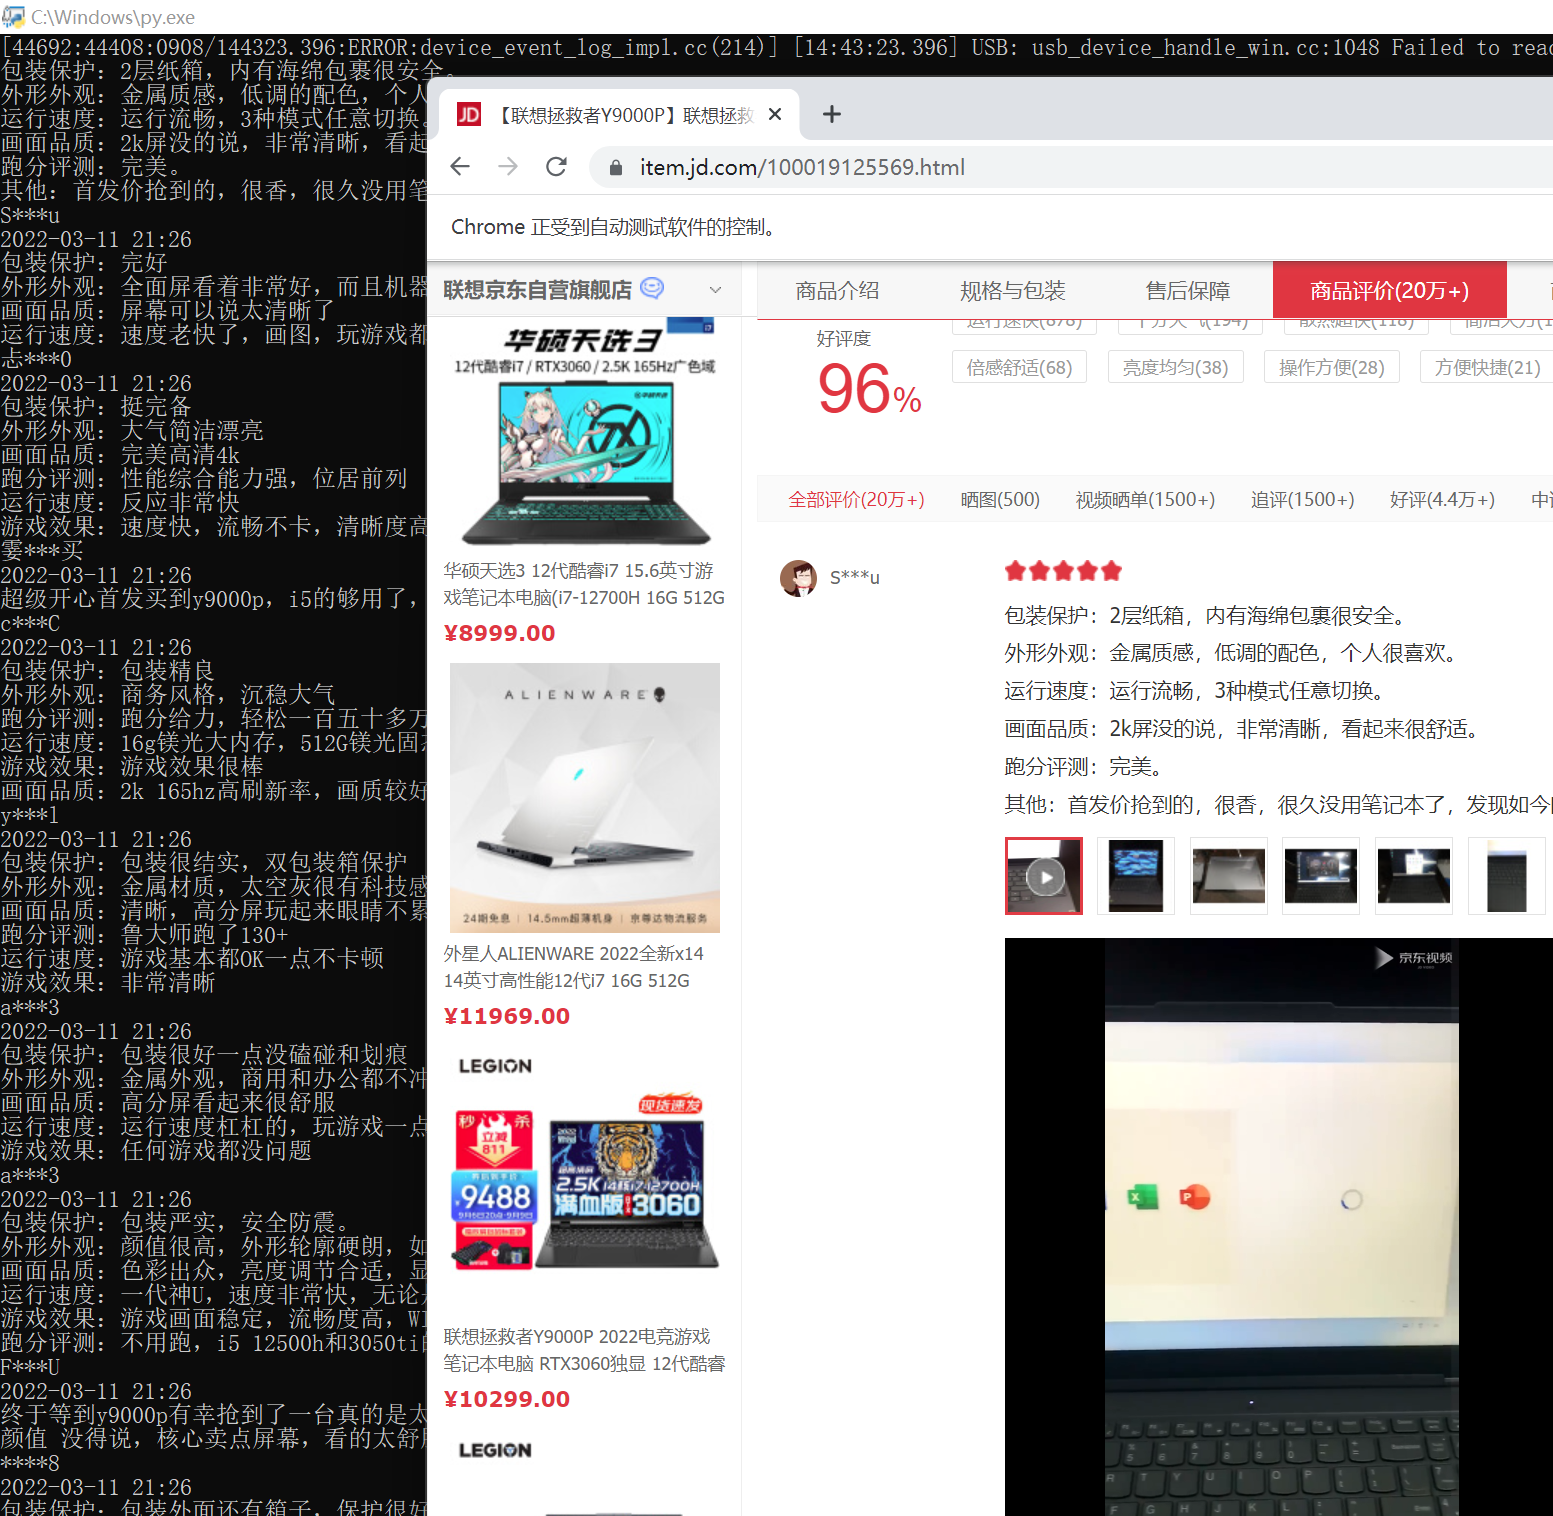 C:\Windows\py.exe
[44692:44408:0908/144323.396:ERROR:device_event_log_impl.cc(214)] [14:43:23.396] USB: usb_device_handle_win.cc:1048 Failed to read
包装保护：2层纸箱，内有海绵包裹很安全。
外形外观：金属质感，低调的配色，个人
运行速度：运行流畅，3种模式任意切换。
画面品质：2k屏没的说，非常清晰，看起
跑分评测：完美。
其他：首发价抢到的，很香，很久没用笔
S***u
2022-03-11 21:26
包装保护：完好
外形外观：全面屏看着非常好，而且机器
画面品质：屏幕可以说太清晰了
运行速度：速度老快了，画图，玩游戏都
忐***0
2022-03-11 21:26
包装保护：挺完备
外形外观：大气简洁漂亮
画面品质：完美高清4k
跑分评测：性能综合能力强，位居前列
运行速度：反应非常快
游戏效果：速度快，流畅不卡，清晰度高
霎***买
2022-03-11 21:26
超级开心首发买到y9000p，i5的够用了，
c***C
2022-03-11 21:26
包装保护：包装精良
外形外观：商务风格，沉稳大气
跑分评测：跑分给力，轻松一百五十多万
运行速度：16g镁光大内存，512G镁光固态
游戏效果：游戏效果很棒
画面品质：2k 165hz高刷新率，画质较好
y***l
2022-03-11 21:26
包装保护：包装很结实，双包装箱保护
外形外观：金属材质，太空灰很有科技感
画面品质：清晰，高分屏玩起来眼睛不累
跑分评测：鲁大师跑了130+
运行速度：游戏基本都OK一点不卡顿
游戏效果：非常清晰
a***3
2022-03-11 21:26
包装保护：包装很好一点没磕碰和划痕
外形外观：金属外观，商用和办公都不冲
画面品质：高分屏看起来很舒服
运行速度：运行速度杠杠的，玩游戏一点
游戏效果：任何游戏都没问题
a***3
2022-03-11 21:26
包装保护：包装严实，安全防震。
外形外观：颜值很高，外形轮廓硬朗，如
画面品质：色彩出众，亮度调节合适，显
运行速度：一代神U，速度非常快，无论
游戏效果：游戏画面稳定，流畅度高，W
跑分评测：不用跑，i5 12500h和3050ti的
F***U
2022-03-11 21:26
终于等到y9000p有幸抢到了一台真的是太
颜值 没得说，核心卖点屏幕，看的太舒服
****8
2022-03-11 21:26
包装保护：包装外面还有箱子，保护很好
JD 【联想拯救者Y9000P】联想拯救
item.jd.com/100019125569.html
Chrome 正受到自动测试软件的控制。
联想京东自营旗舰店
商品介绍 规格与包装 售后保障 商品评价(20万+)
华硕天选3
i7
12代酷睿i7 / RTX3060 / 2.5K 165Hz广色域
华硕天选3 12代酷睿i7 15.6英寸游
戏笔记本电脑(i7-12700H 16G 512G
¥8999.00
ALIENWARE
24期免息 | 14.5mm超薄机身 | 京尊达物流服务
外星人ALIENWARE 2022全新x14
14英寸高性能12代i7 16G 512G
¥11969.00
LEGION
现货速发
秒杀
立减
811
¥9488
2.5K 14核i7-12700H
满血版 3060
联想拯救者Y9000P 2022电竞游戏
笔记本电脑 RTX3060独显 12代酷睿
¥10299.00
LEGION
好评度
96%
运行速快(878) 十分大气(194) 散热超快(118) 简洁大方(1
倍感舒适(68) 亮度均匀(38) 操作方便(28) 方便快捷(21)
全部评价(20万+) 晒图(500) 视频晒单(1500+) 追评(1500+) 好评(4.4万+) 中评
S***u
包装保护：2层纸箱，内有海绵包裹很安全。
外形外观：金属质感，低调的配色，个人很喜欢。
运行速度：运行流畅，3种模式任意切换。
画面品质：2k屏没的说，非常清晰，看起来很舒适。
跑分评测：完美。
其他：首发价抢到的，很香，很久没用笔记本了，发现如今
京东视频
X P